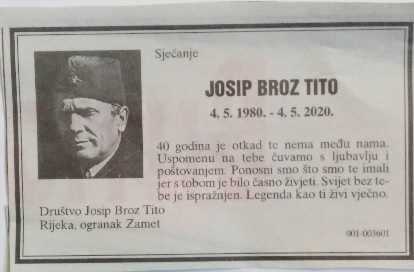 Sjećanje
JOSIP BROZ TITO
4. 5. 1980. - 4. 5. 2020.
40 godina je otkad te nema među nama.
Uspomenu na tebe čuvamo s ljubavlju i
poštovanjem. Ponosni smo što smo te imali
jer s tobom je bilo časno živjeti. Svijet bez te-
be je ispražnjen. Legenda kao ti živi vječno.
Društvo Josip Broz Tito
Rijeka, ogranak Zamet
001-003601